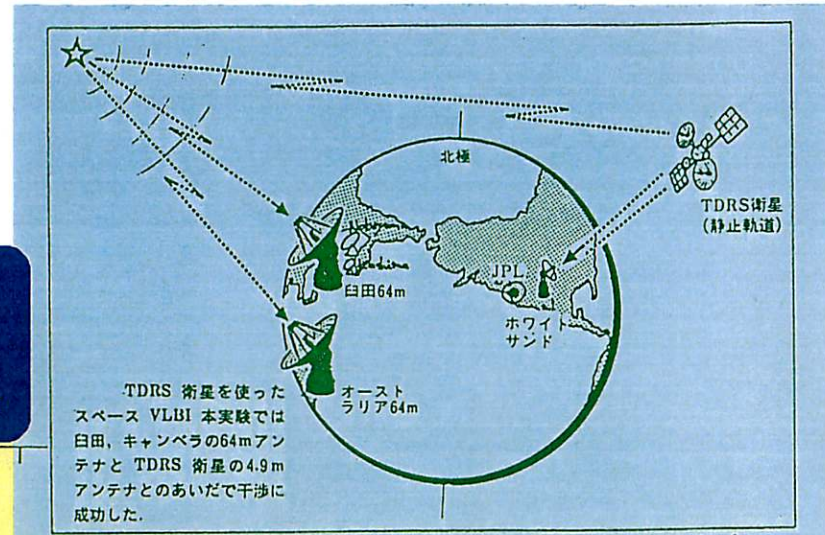 北極
TDRS衛星
(静止軌道)
JPL
臼田64m
ホワイト
サンド
オースト
ラリア64m
TDRS 衛星を使った
スペース VLBI 本実験では
臼田,キャンベラの64mアン
テナと TDRS 衛星の4.9m
アンテナとのあいだで干渉に
成功した.